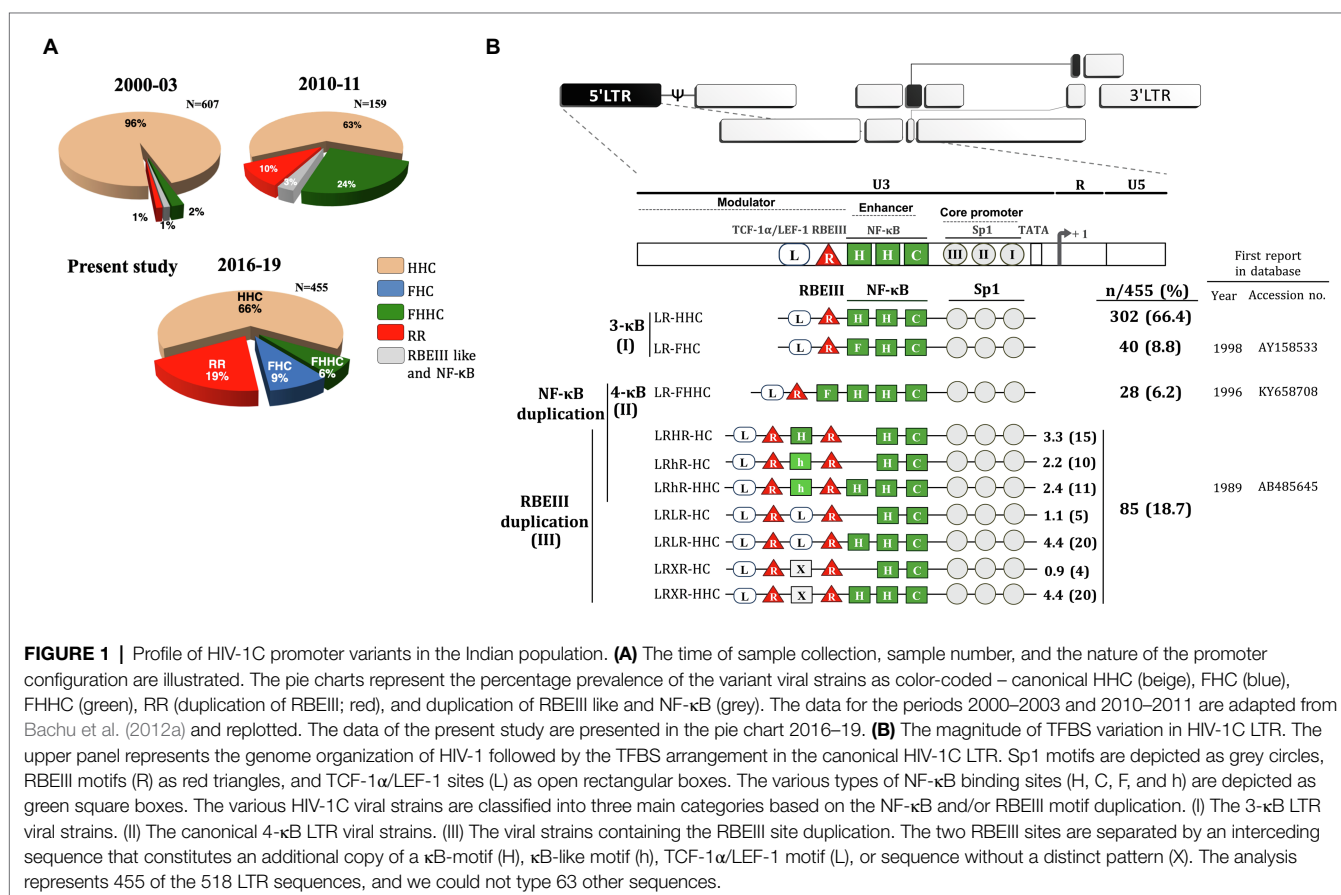 A
2000-03
N=607
96%
1%
1%
2%
2010-11
N=159
63%
10%
3%
24%
Present study
2016-19
N=455
HHC
66%
RR
19%
FHC
9%
FHHC
6%
HHC
FHC
FHHC
RR
RBEIII like
and NF-κB
B
5'LTR
Ψ
3'LTR
U3 R U5
Modulator Enhancer Core promoter
TCF-1α/LEF-1 RBEIII NF-κB Sp1 TATA +1
L R H H C III II I
First report
in database
RBEIII NF-κB Sp1 n/455 (%) Year Accession no.
3-κB
(I)
LR-HHC L R H H C 302 (66.4)
LR-FHC L R F H C 40 (8.8) 1998 AY158533
NF-κB
duplication
4-κB
(II)
LR-FHHC L R F H H C 28 (6.2) 1996 KY658708
RBEIII
duplication
(III)
LRHR-HC L R H R H C 3.3 (15)
LRhR-HC L R h R H C 2.2 (10)
LRhR-HHC L R h R H H C 2.4 (11)
LRLR-HC L R L R H C 1.1 (5)
LRLR-HHC L R L R H H C 4.4 (20)
LRXR-HC L R X R H C 0.9 (4)
LRXR-HHC L R X R H H C 4.4 (20)
85 (18.7) 1989 AB485645
FIGURE 1 | Profile of HIV-1C promoter variants in the Indian population. (A) The time of sample collection, sample number, and the nature of the promoter
configuration are illustrated. The pie charts represent the percentage prevalence of the variant viral strains as color-coded – canonical HHC (beige), FHC (blue),
FHHC (green), RR (duplication of RBEIII; red), and duplication of RBEIII like and NF-κB (grey). The data for the periods 2000–2003 and 2010–2011 are adapted from
Bachu et al. (2012a) and replotted. The data of the present study are presented in the pie chart 2016–19. (B) The magnitude of TFBS variation in HIV-1C LTR. The
upper panel represents the genome organization of HIV-1 followed by the TFBS arrangement in the canonical HIV-1C LTR. Sp1 motifs are depicted as grey circles,
RBEIII motifs (R) as red triangles, and TCF-1α/LEF-1 sites (L) as open rectangular boxes. The various types of NF-κB binding sites (H, C, F, and h) are depicted as
green square boxes. The various HIV-1C viral strains are classified into three main categories based on the NF-κB and/or RBEIII motif duplication. (I) The 3-κB LTR
viral strains. (II) The canonical 4-κB LTR viral strains. (III) The viral strains containing the RBEIII site duplication. The two RBEIII sites are separated by an interceding
sequence that constitutes an additional copy of a κB-motif (H), κB-like motif (h), TCF-1α/LEF-1 motif (L), or sequence without a distinct pattern (X). The analysis
represents 455 of the 518 LTR sequences, and we could not type 63 other sequences.